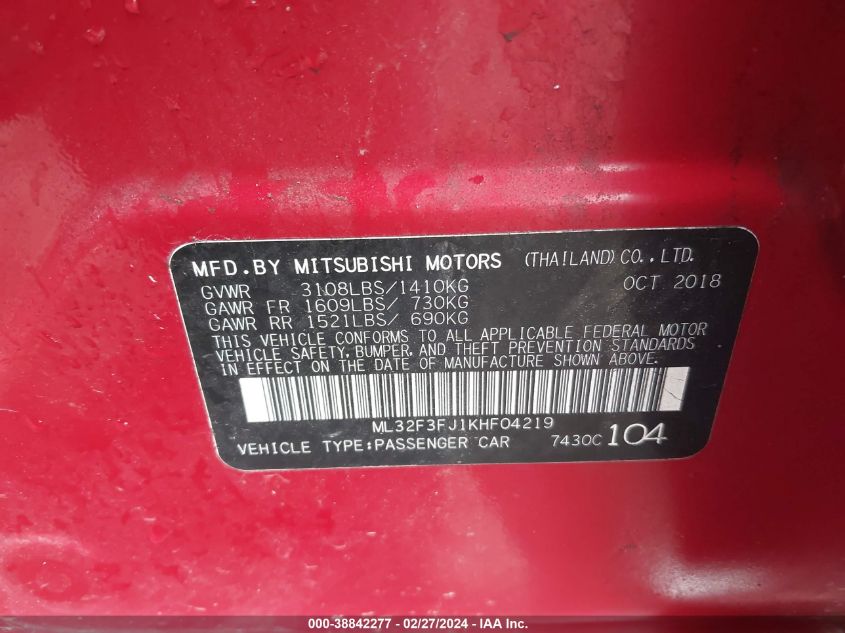 MFD.BY MITSUBISHI MOTORS (THAILAND) CO., LTD.
GVWR 3108LBS/1410KG OCT 2018
GAWR FR 1609LBS/ 730KG
GAWR RR 1521LBS/ 690KG
THIS VEHICLE CONFORMS TO ALL APPLICABLE FEDERAL MOTOR
VEHICLE SAFETY, BUMPER, AND THEFT PREVENTION STANDARDS
IN EFFECT ON THE DATE OF MANUFACTURE SHOWN ABOVE.
ML32F3FJ1KHF04219
VEHICLE TYPE:PASSENGER CAR 7430C 104
000-38842277 - 02/27/2024 - IAAI.com